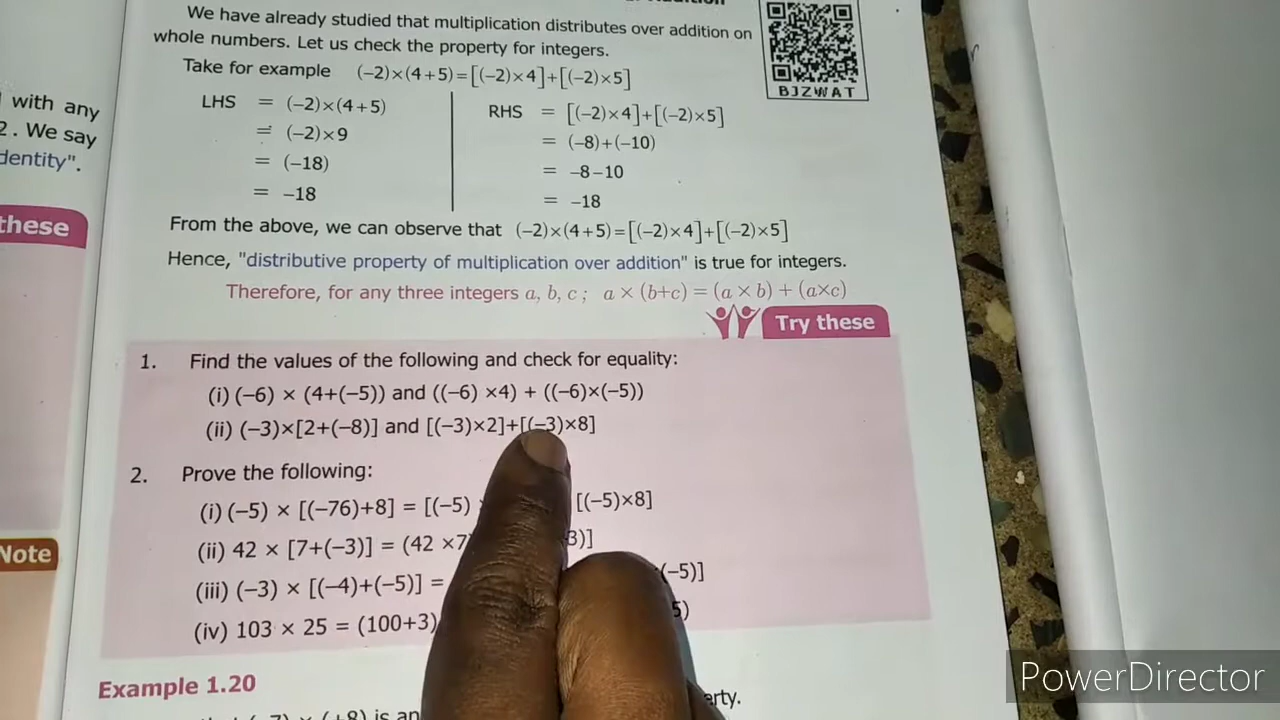 We have already studied that multiplication distributes over addition on
whole numbers. Let us check the property for integers.
Take for example (−2)×(4+5)=[(−2)×4]+[(−2)×5]
BJZWAT
LHS = (−2)×(4+5)
= (−2)×9
= (−18)
= −18
RHS = [(−2)×4]+[(−2)×5]
= (−8)+(−10)
= −8−10
= −18
From the above, we can observe that (−2)×(4+5)=[(−2)×4]+[(−2)×5]
Hence, "distributive property of multiplication over addition" is true for integers.
Therefore, for any three integers a, b, c ; a × (b+c) = (a × b) + (a×c)
Try these
1. Find the values of the following and check for equality:
(i) (−6) × (4+(−5)) and ((−6) ×4) + ((−6)×(−5))
(ii) (−3)×[2+(−8)] and [(−3)×2]+[(−3)×8]
2. Prove the following:
(i) (−5) × [(−76)+8] = [(−5) [(−5)×8]
(ii) 42 × [7+(−3)] = (42 ×7 3)]
(iii) (−3) × [(−4)+(−5)] = (−5)]
(iv) 103 × 25 = (100+3) 5)
Example 1.20
is an
erty.
with any
2. We say
dentity".
these
Note
PowerDirector